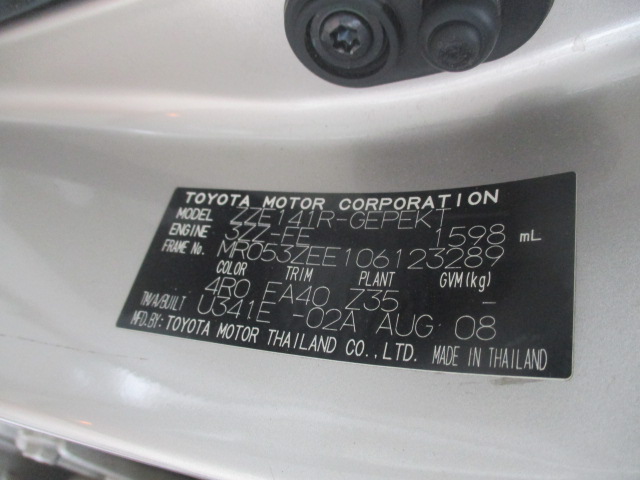 TOYOTA MOTOR CORPORATION
MODEL ZZE141R-GEPEKT
ENGINE 3ZZ-FE 1598 mL
FRAME No. MR053ZEE106123289
COLOR TRIM PLANT GVM(kg)
4R0 EA40 Z35 -
TM/A/BUILT U341E -02A AUG 08
MFD.BY: TOYOTA MOTOR THAILAND CO.,LTD. MADE IN THAILAND